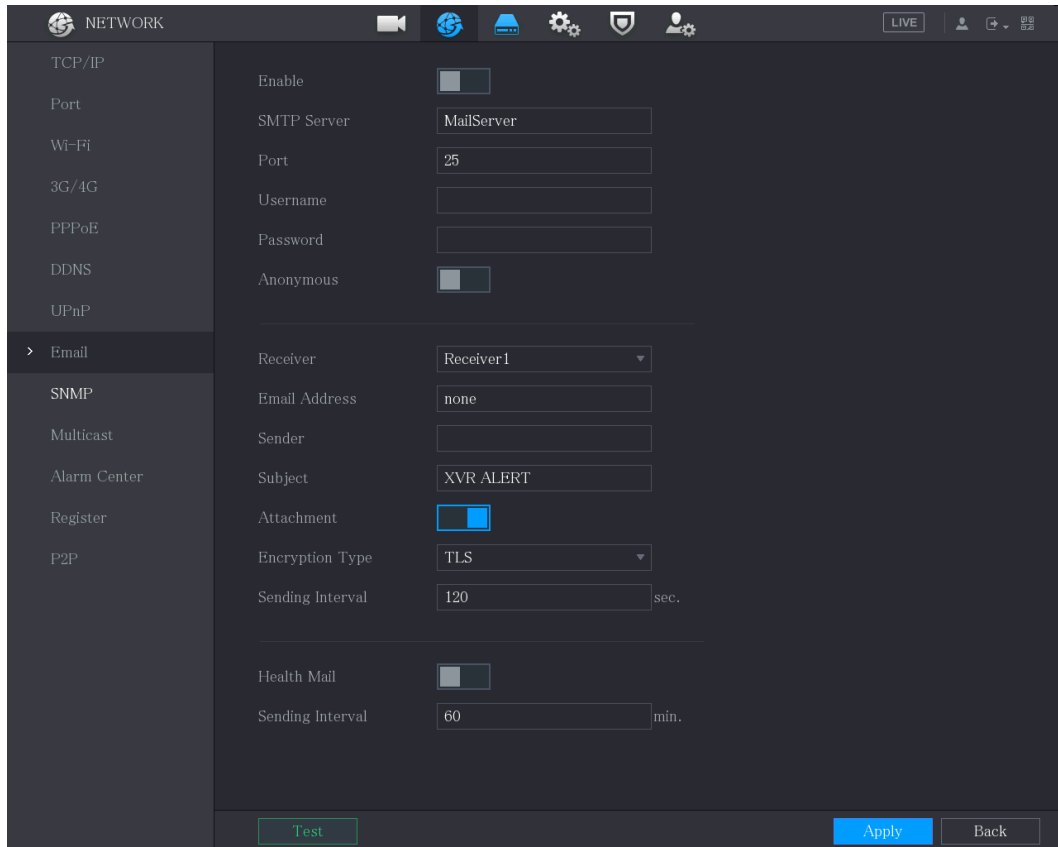 NETWORK
LIVE
TCP/IP
Port
Wi-Fi
3G/4G
PPPoE
DDNS
UPnP
Email
SNMP
Multicast
Alarm Center
Register
P2P
Enable
SMTP Server MailServer
Port 25
Username
Password
Anonymous
Receiver Receiver1
Email Address none
Sender
Subject XVR ALERT
Attachment
Encryption Type TLS
Sending Interval 120 sec.
Health Mail
Sending Interval 60 min.
Test Apply Back